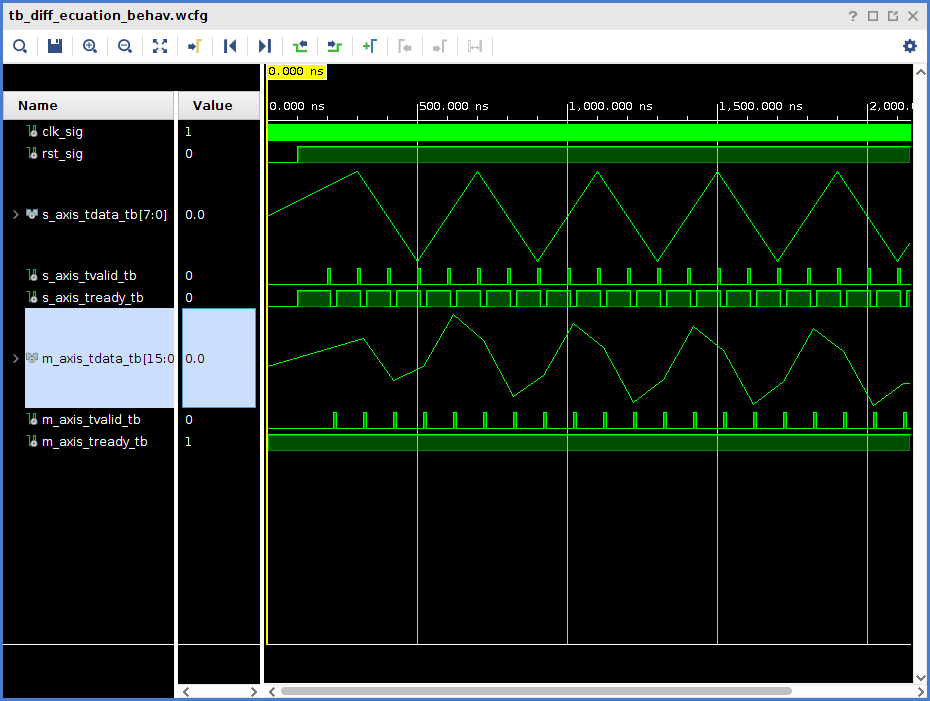 tb_diff_ecuation_behav.wcfg
0.000 ns
Name Value
0.000 ns 500.000 ns 1,000.000 ns 1,500.000 ns 2,000.
clk_sig 1
rst_sig 0
s_axis_tdata_tb[7:0] 0.0
s_axis_tvalid_tb 0
s_axis_tready_tb 0
m_axis_tdata_tb[15:0 0.0
m_axis_tvalid_tb 0
m_axis_tready_tb 1